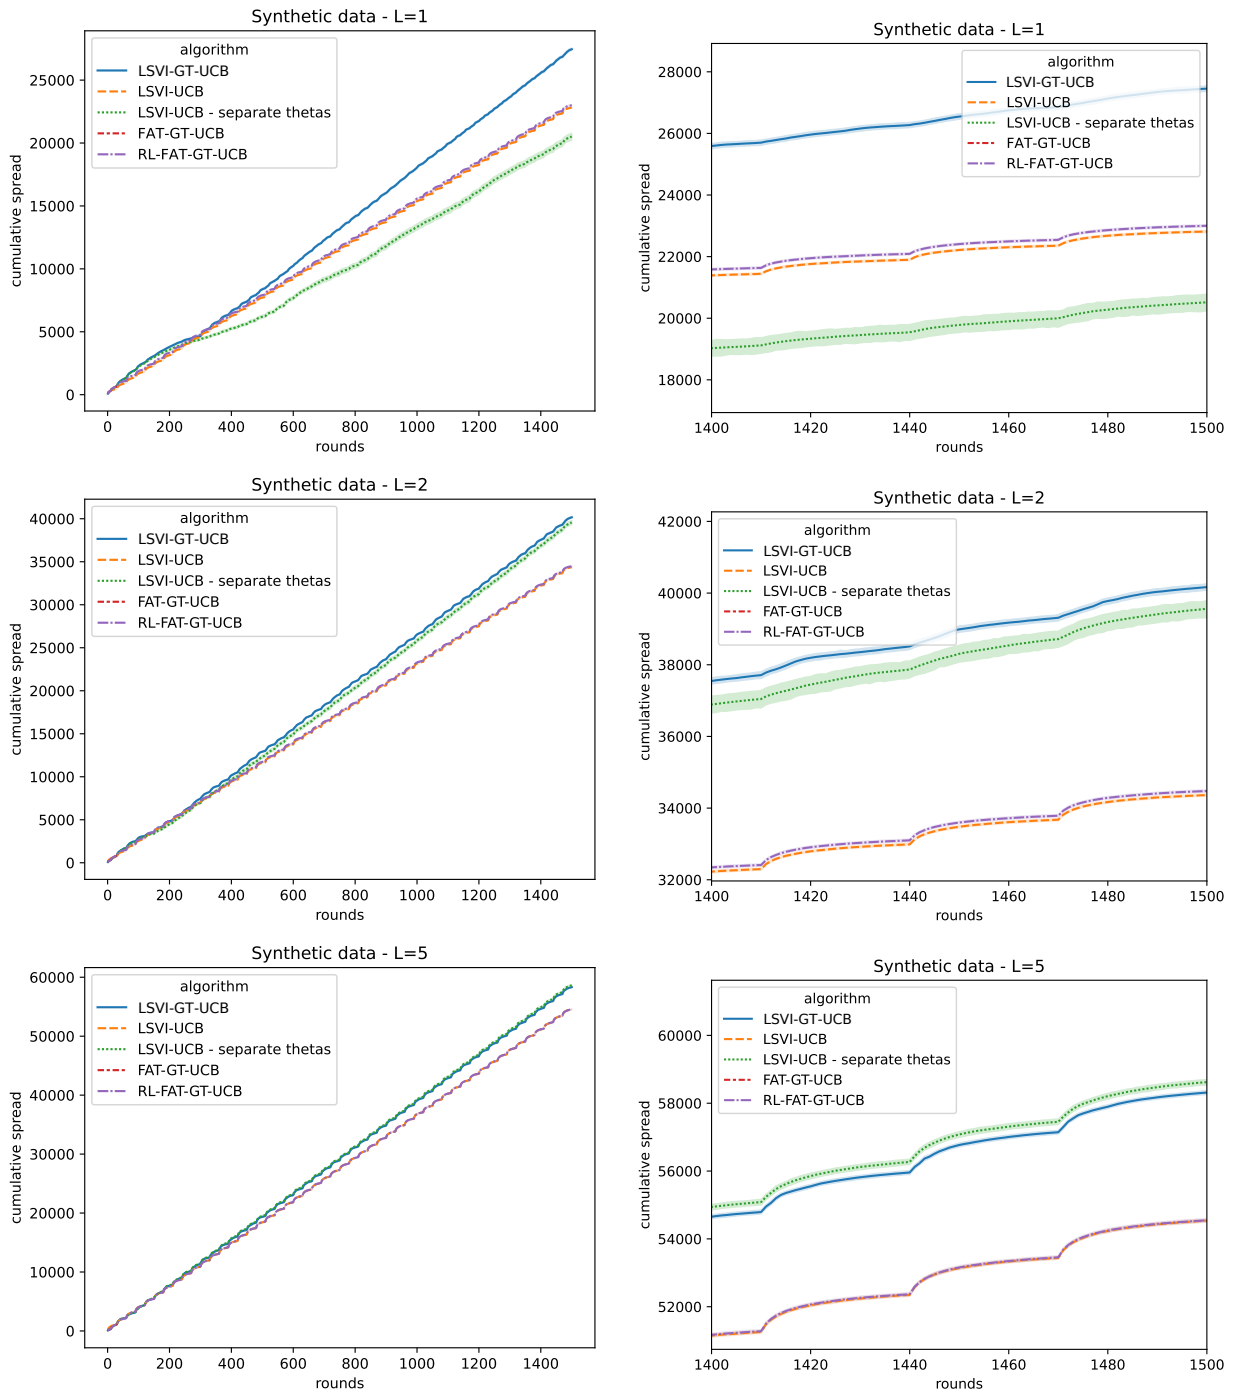 Synthetic data - L=1
cumulative spread
25000
20000
15000
10000
5000
0
algorithm
LSVI-GT-UCB
LSVI-UCB
LSVI-UCB - separate thetas
FAT-GT-UCB
RL-FAT-GT-UCB
0 200 400 600 800 1000 1200 1400
rounds
Synthetic data - L=1
cumulative spread
28000
26000
24000
22000
20000
18000
algorithm
LSVI-GT-UCB
LSVI-UCB
LSVI-UCB - separate thetas
FAT-GT-UCB
RL-FAT-GT-UCB
1400 1420 1440 1460 1480 1500
rounds
Synthetic data - L=2
cumulative spread
40000
35000
30000
25000
20000
15000
10000
5000
0
algorithm
LSVI-GT-UCB
LSVI-UCB
LSVI-UCB - separate thetas
FAT-GT-UCB
RL-FAT-GT-UCB
0 200 400 600 800 1000 1200 1400
rounds
Synthetic data - L=2
cumulative spread
42000
40000
38000
36000
34000
32000
algorithm
LSVI-GT-UCB
LSVI-UCB
LSVI-UCB - separate thetas
FAT-GT-UCB
RL-FAT-GT-UCB
1400 1420 1440 1460 1480 1500
rounds
Synthetic data - L=5
cumulative spread
60000
50000
40000
30000
20000
10000
0
algorithm
LSVI-GT-UCB
LSVI-UCB
LSVI-UCB - separate thetas
FAT-GT-UCB
RL-FAT-GT-UCB
0 200 400 600 800 1000 1200 1400
rounds
Synthetic data - L=5
cumulative spread
60000
58000
56000
54000
52000
algorithm
LSVI-GT-UCB
LSVI-UCB
LSVI-UCB - separate thetas
FAT-GT-UCB
RL-FAT-GT-UCB
1400 1420 1440 1460 1480 1500
rounds